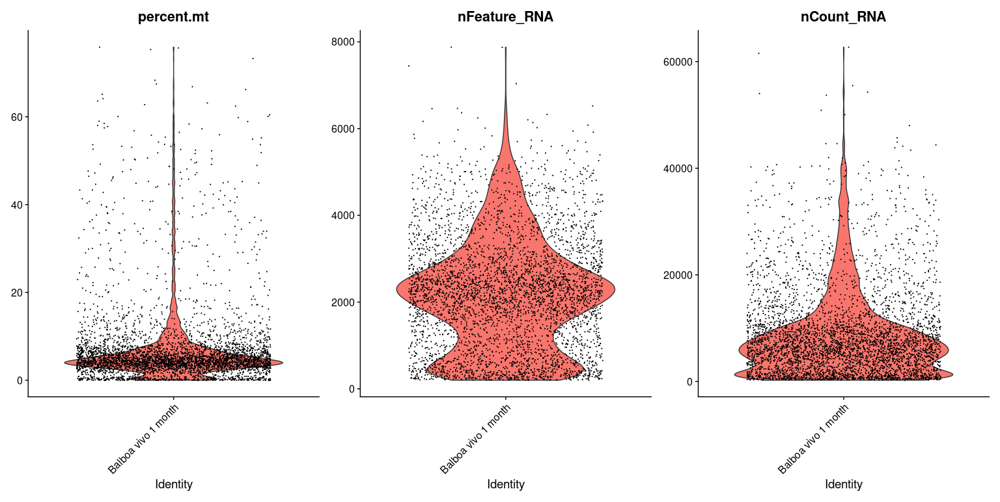 percent.mt
60
40
20
0
Balboa vivo 1 month
Identity
nFeature_RNA
8000
6000
4000
2000
0
Balboa vivo 1 month
Identity
nCount_RNA
60000
40000
20000
0
Balboa vivo 1 month
Identity